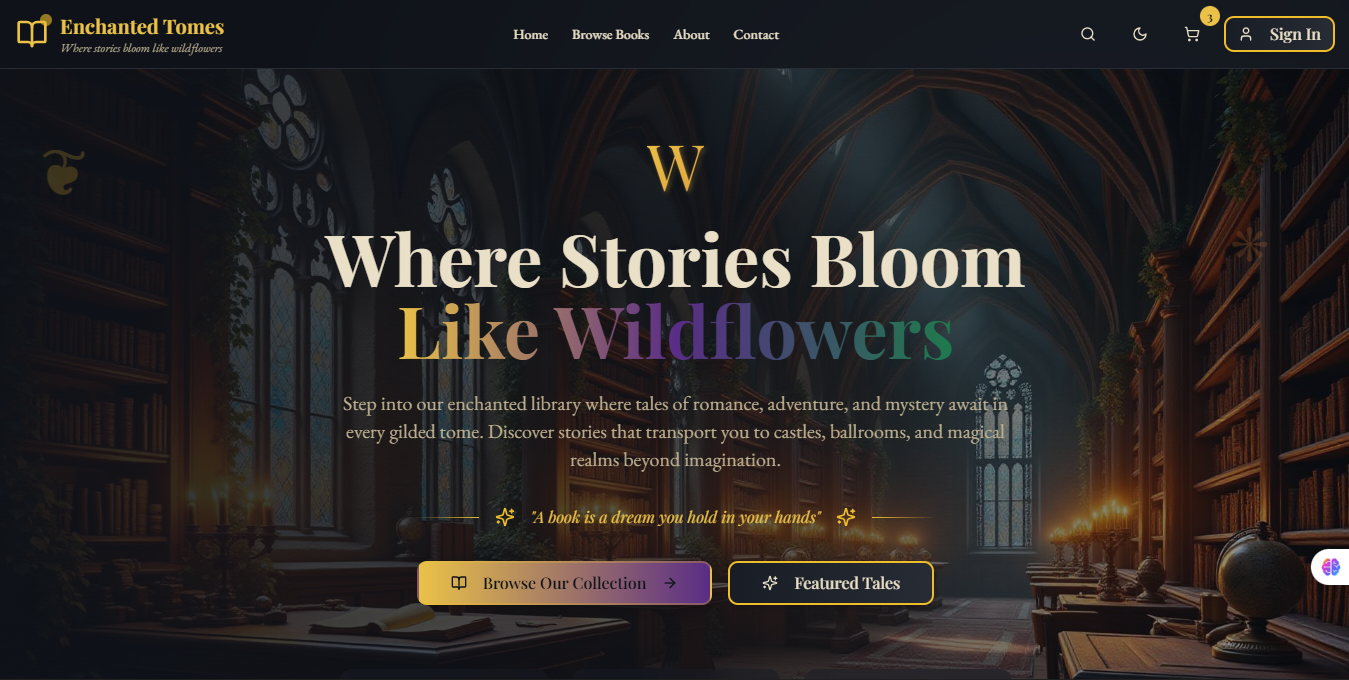 Enchanted Tomes
Where stories bloom like wildflowers
Home Browse Books About Contact
3
Sign In
W
Where Stories Bloom
Like Wildflowers
Step into our enchanted library where tales of romance, adventure, and mystery await in
every gilded tome. Discover stories that transport you to castles, ballrooms, and magical
realms beyond imagination.
"A book is a dream you hold in your hands"
Browse Our Collection
Featured Tales